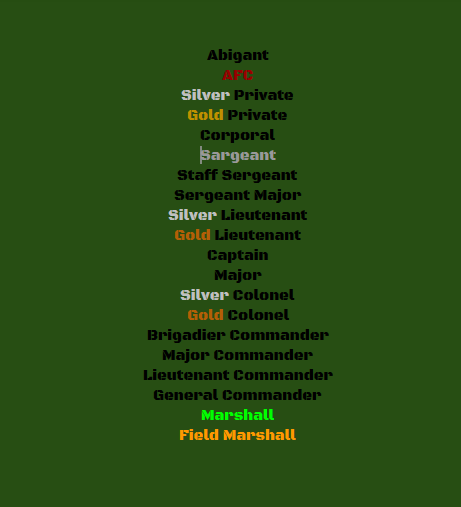 Abigant
AFC
Silver Private
Gold Private
Corporal
Sargeant
Staff Sergeant
Sergeant Major
Silver Lieutenant
Gold Lieutenant
Captain
Major
Silver Colonel
Gold Colonel
Brigadier Commander
Major Commander
Lieutenant Commander
General Commander
Marshall
Field Marshall